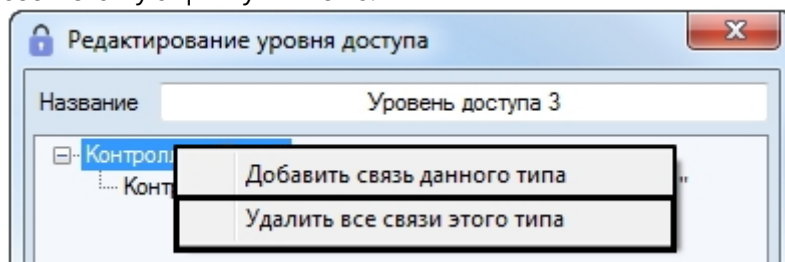 Редактирование уровня доступа
Название Уровень доступа 3
Добавить связь данного типа
"
Удалить все связи этого типа